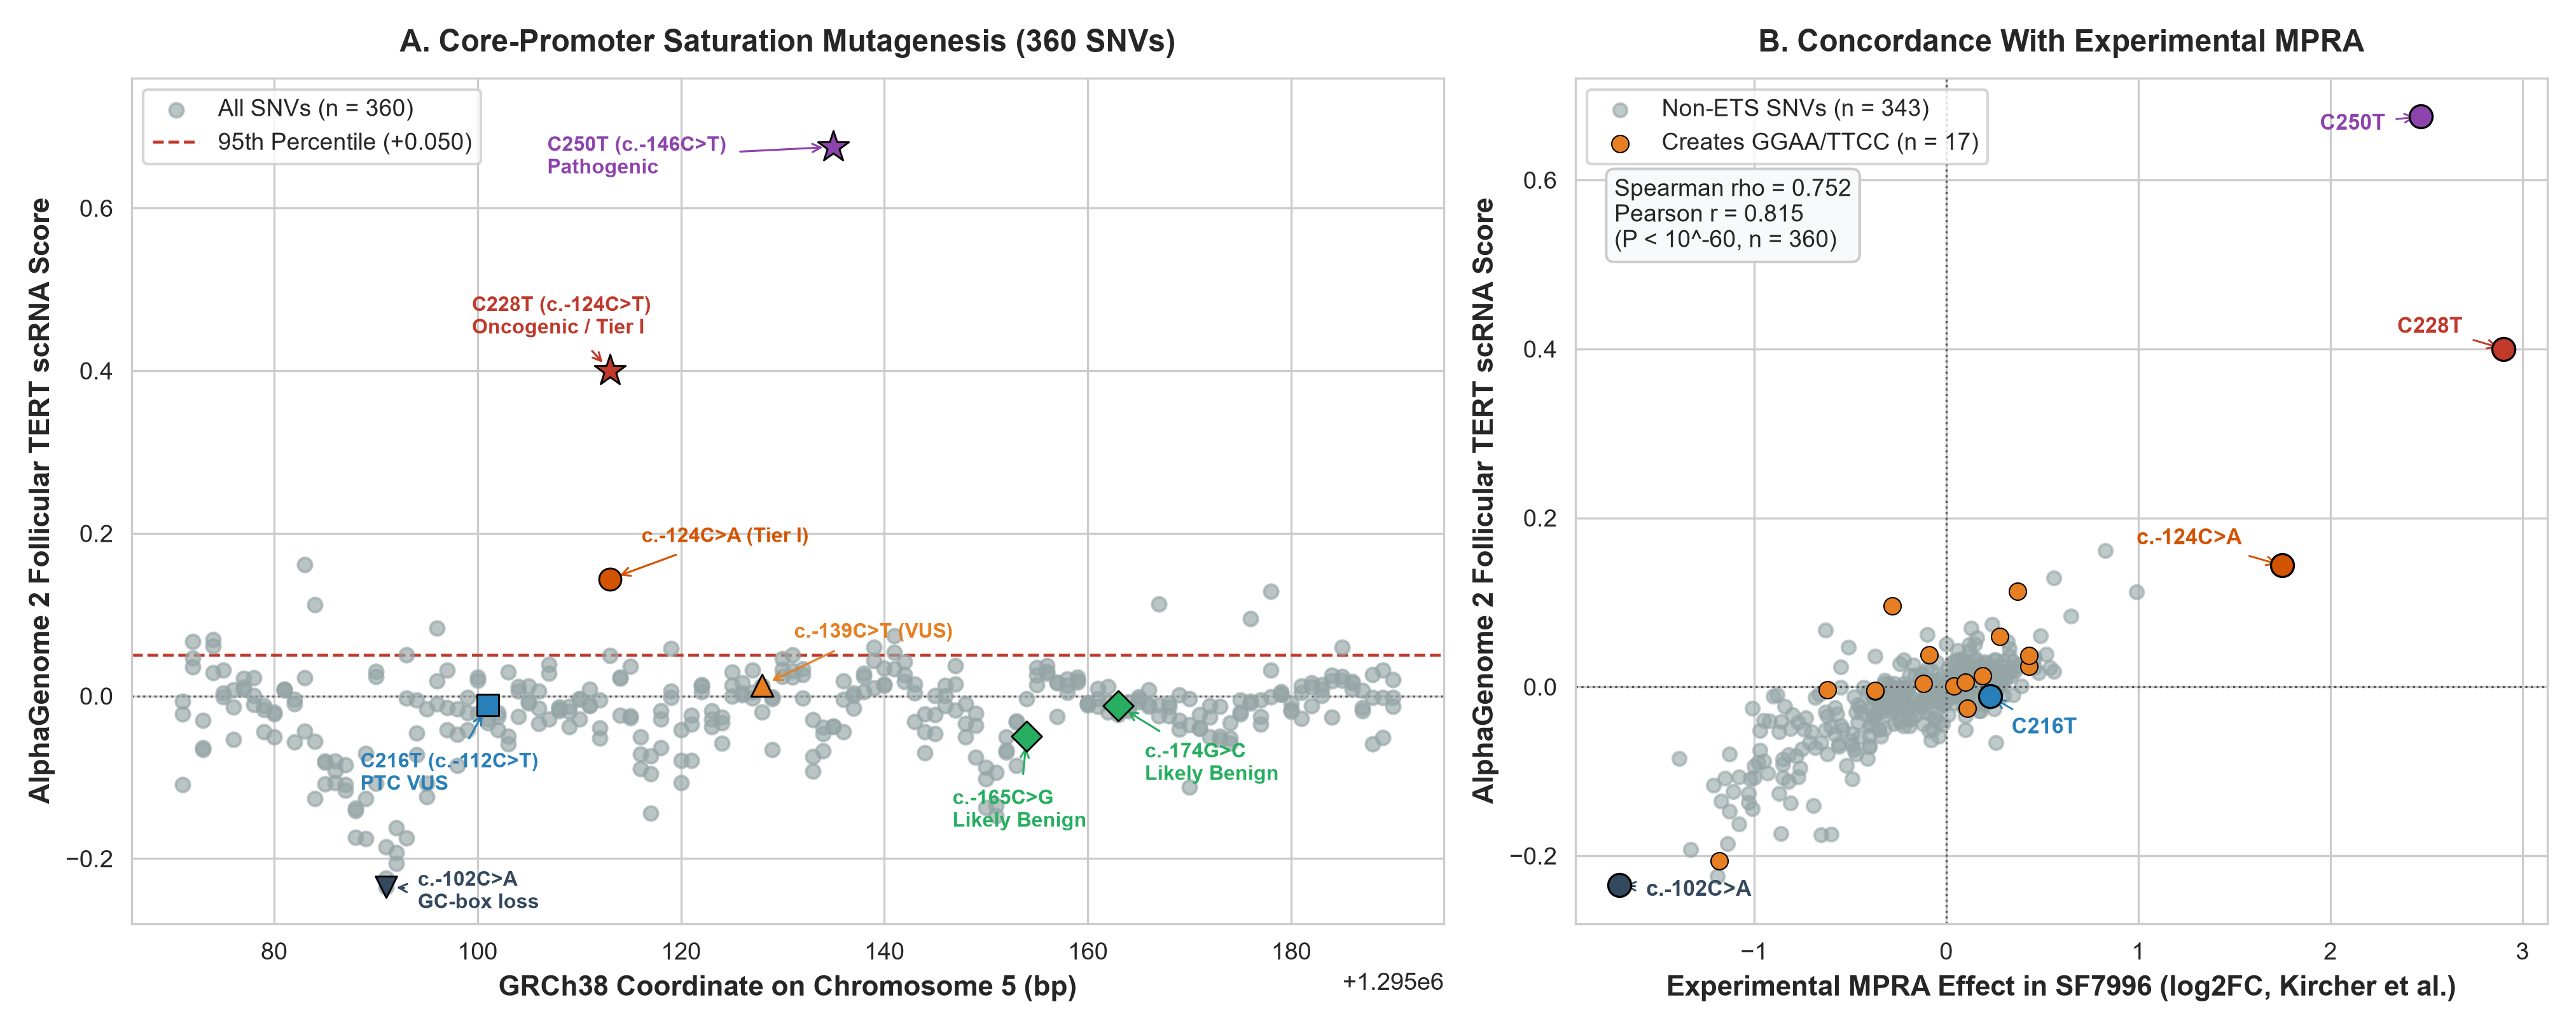 A. Core-Promoter Saturation Mutagenesis (360 SNVs)
All SNVs (n = 360)
95th Percentile (+0.050)
C250T (c.-146C>T)
Pathogenic
C228T (c.-124C>T)
Oncogenic / Tier I
c.-124C>A (Tier I)
c.-139C>T (VUS)
C216T (c.-112C>T)
PTC VUS
c.-174G>C
Likely Benign
c.-165C>G
Likely Benign
c.-102C>A
GC-box loss
AlphaGenome 2 Follicular TERT scRNA Score
0.6
0.4
0.2
0.0
−0.2
80 100 120 140 160 180
+1.295e6
GRCh38 Coordinate on Chromosome 5 (bp)
B. Concordance With Experimental MPRA
Non-ETS SNVs (n = 343)
Creates GGAA/TTCC (n = 17)
Spearman rho = 0.752
Pearson r = 0.815
(P < 10^-60, n = 360)
C250T
C228T
c.-124C>A
C216T
c.-102C>A
AlphaGenome 2 Follicular TERT scRNA Score
0.6
0.4
0.2
0.0
−0.2
−1 0 1 2 3
Experimental MPRA Effect in SF7996 (log2FC, Kircher et al.)